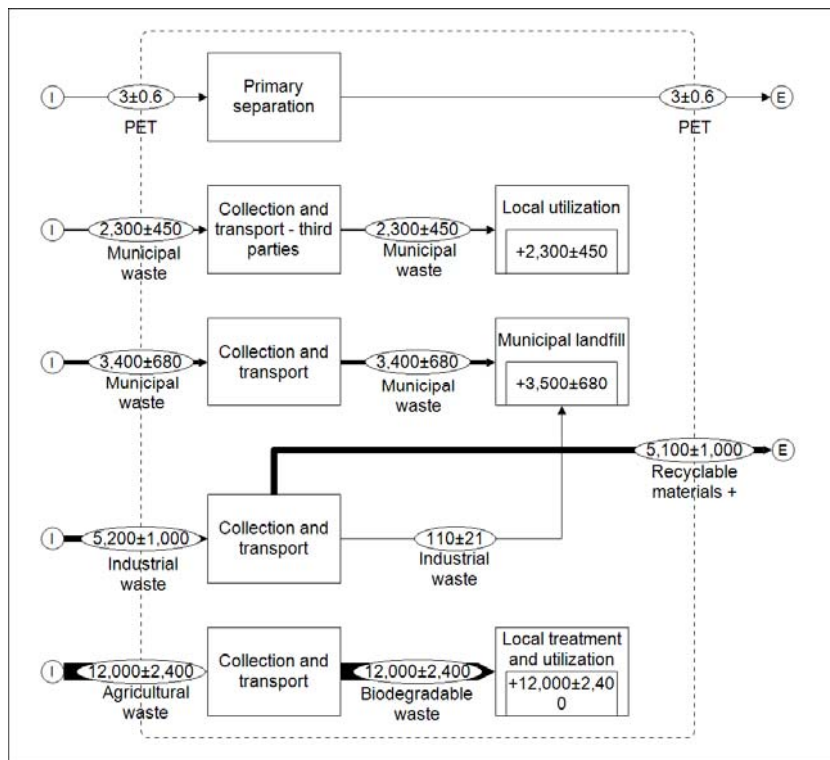 I
3±0.6
PET
Primary
separation
3±0.6
PET
E
I
2,300±450
Municipal
waste
Collection and
transport - third
parties
2,300±450
Municipal
waste
Local utilization
+2,300±450
I
3,400±680
Municipal
waste
Collection and
transport
3,400±680
Municipal
waste
Municipal landfill
+3,500±680
5,100±1,000
Recyclable
materials +
E
I
5,200±1,000
Industrial
waste
Collection and
transport
110±21
Industrial
waste
I
12,000±2,400
Agricultural
waste
Collection and
transport
12,000±2,400
Biodegradable
waste
Local treatment
and utilization
+12,000±2,40
0